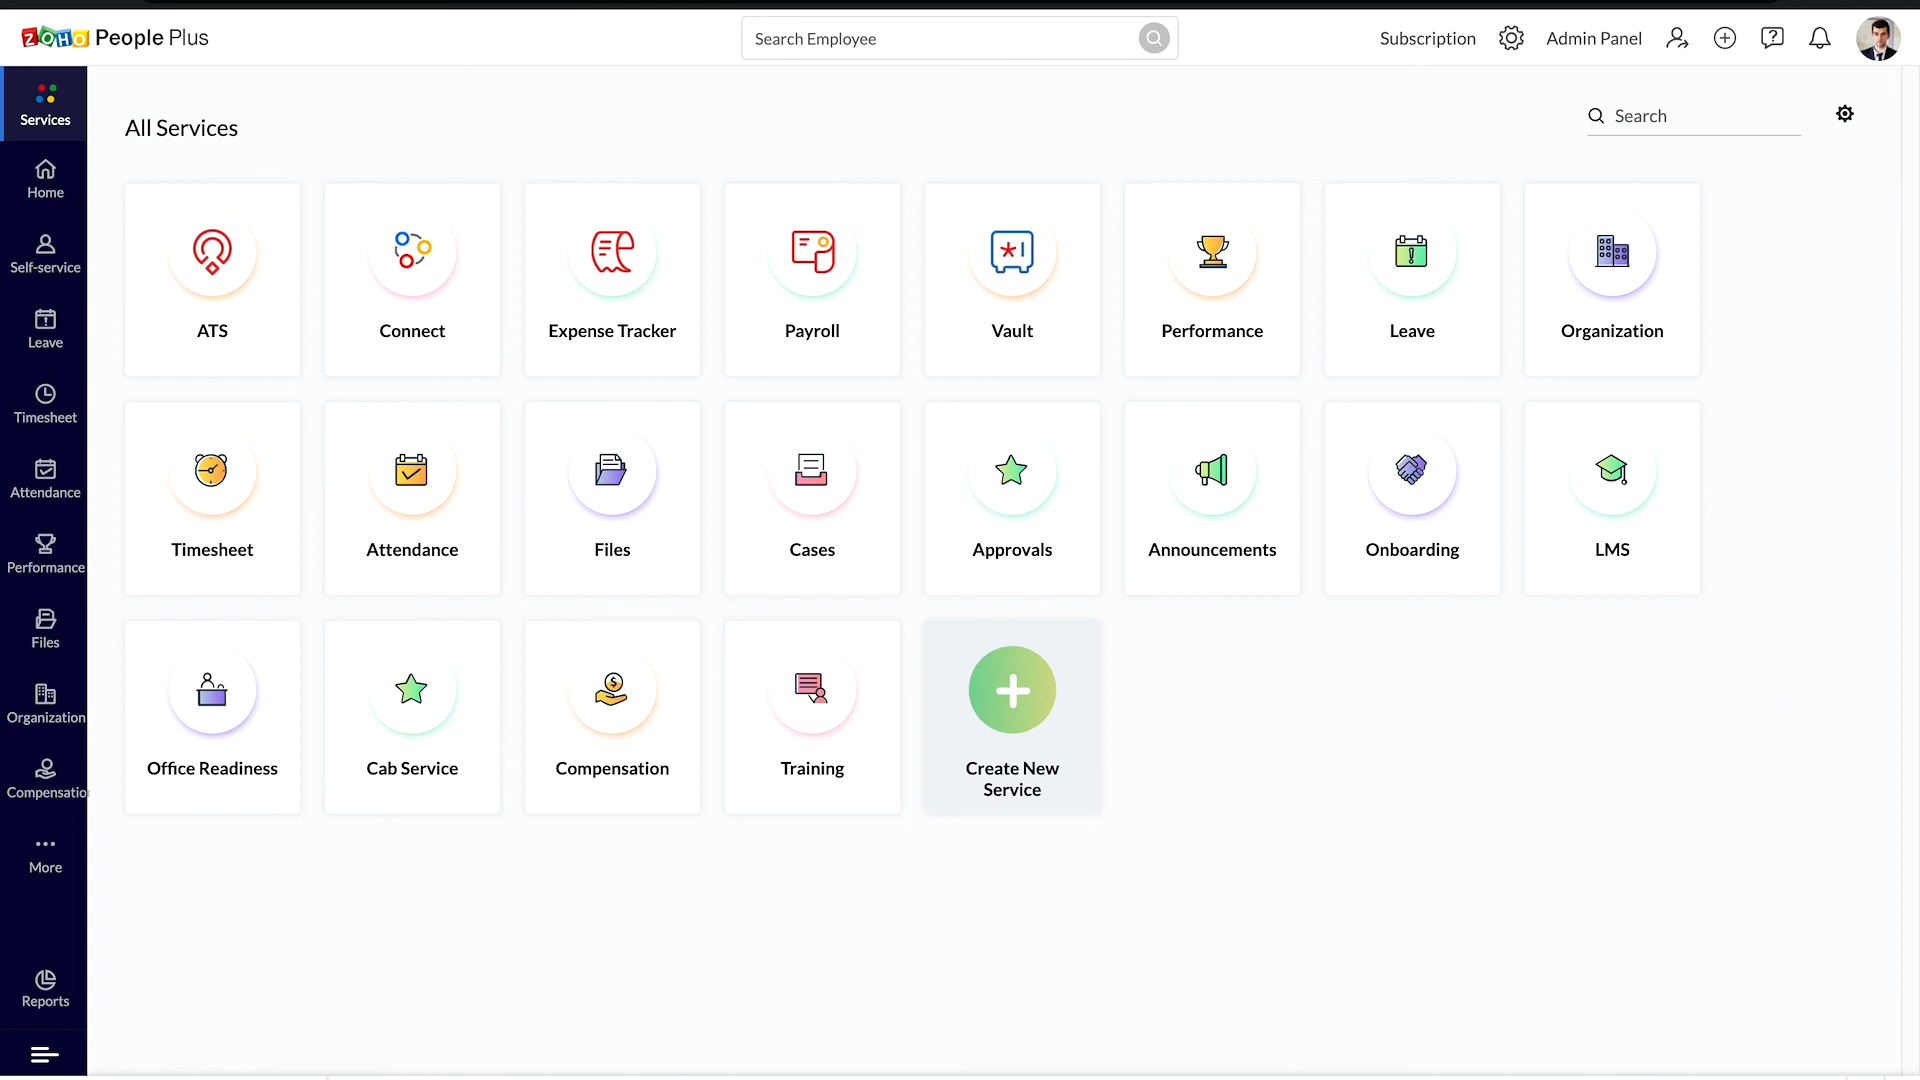 ZOHO People Plus
Search Employee
Subscription
Admin Panel
Services
Home
Self-service
Leave
Timesheet
Attendance
Performance
Files
Organization
Compensatio
More
Reports
All Services
Search
ATS
Connect
Expense Tracker
Payroll
Vault
Performance
Leave
Organization
Timesheet
Attendance
Files
Cases
Approvals
Announcements
Onboarding
LMS
Office Readiness
Cab Service
Compensation
Training
Create New
Service